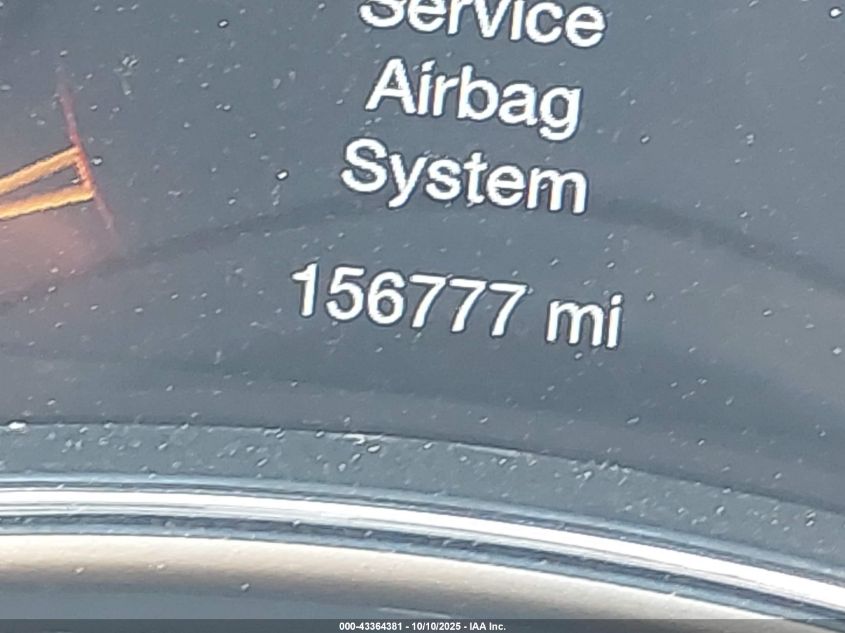 Service
Airbag
System
156777 mi
000-43364381 - 10/10/2025 - IAA Inc.